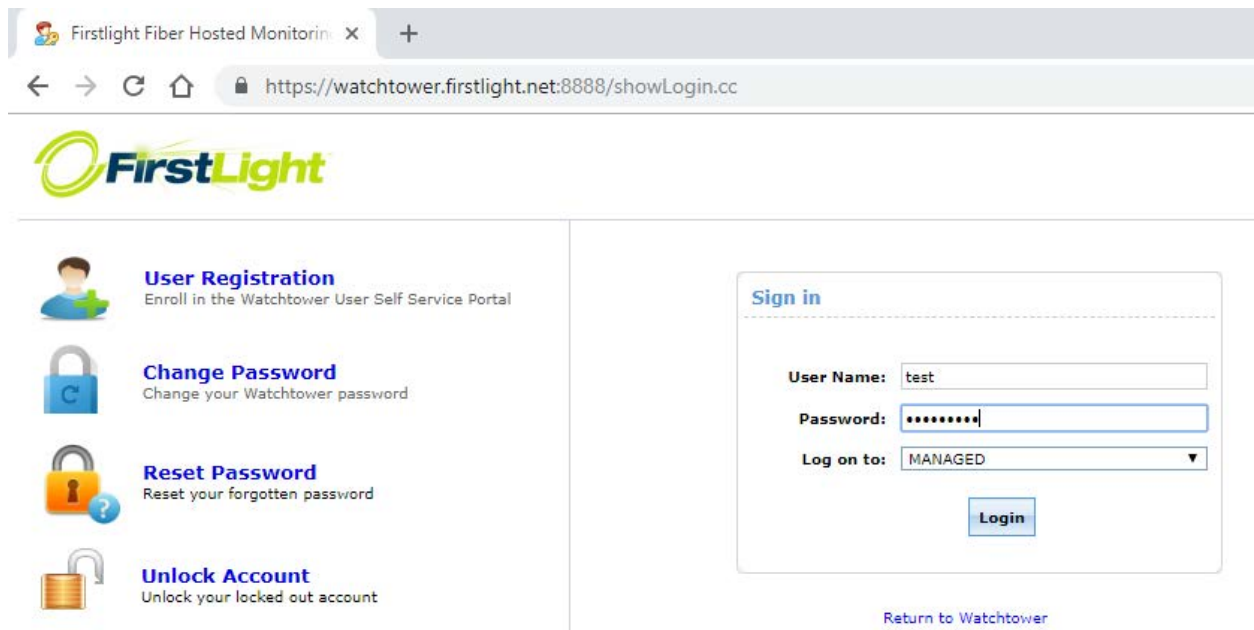 Firstlight Fiber Hosted Monitorin
https://watchtower.firstlight.net:8888/showLogin.cc
FirstLight
User Registration
Enroll in the Watchtower User Self Service Portal
Change Password
Change your Watchtower password
Reset Password
Reset your forgotten password
Unlock Account
Unlock your locked out account
Sign in
User Name: test
Password: •••••••••
Log on to: MANAGED
Login
Return to Watchtower